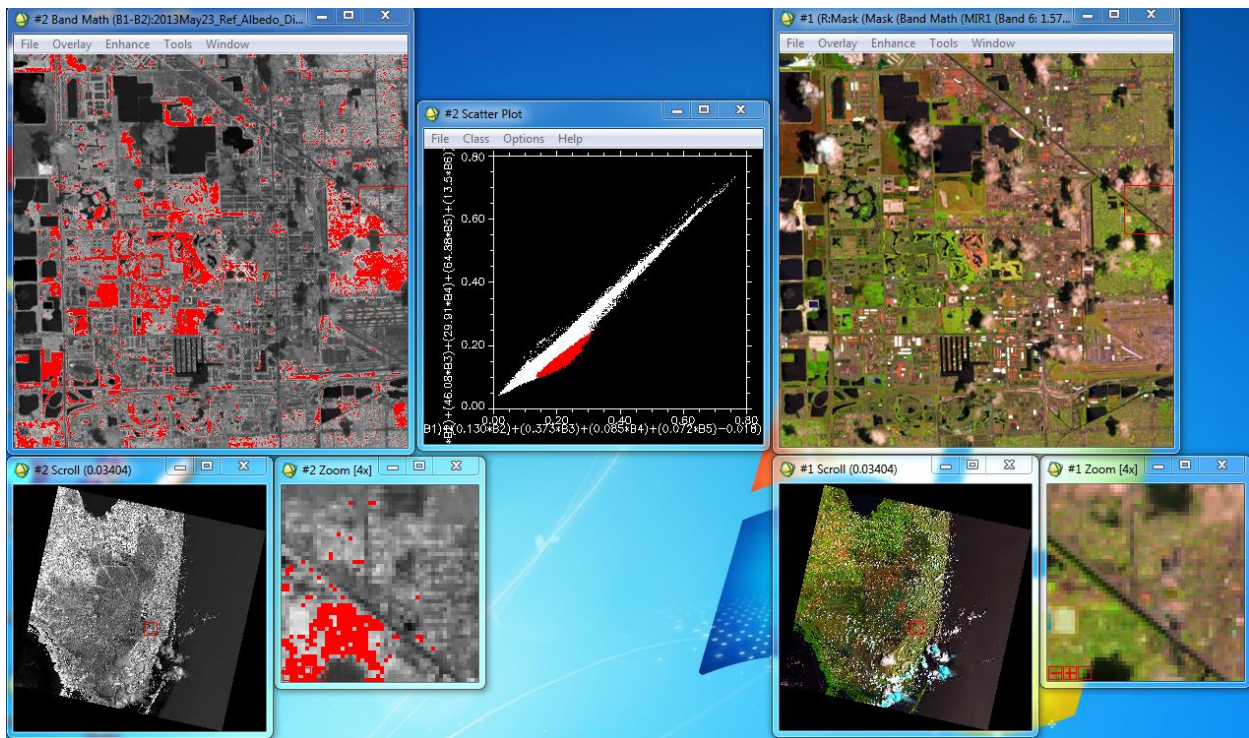 #2 Band Math (B1-B2):2013May23_Ref_Albedo_Di...
File Overlay Enhance Tools Window
#2 Scatter Plot
File Class Options Help
0.80
0.60
0.40
0.20
0.00
0.00 0.20 0.40 0.60 0.80
*B2)+(46.08*B3)+(29.91*B4)+(64.88*B5)+(13.5*B6))
B1)+(0.130*B2)+(0.373*B3)+(0.085*B4)+(0.072*B5)-0.018)
#1 (R:Mask (Mask (Band Math (MIR1 (Band 6: 1.57...
File Overlay Enhance Tools Window
#2 Scroll (0.03404)
#2 Zoom [4x]
#1 Scroll (0.03404)
#1 Zoom [4x]